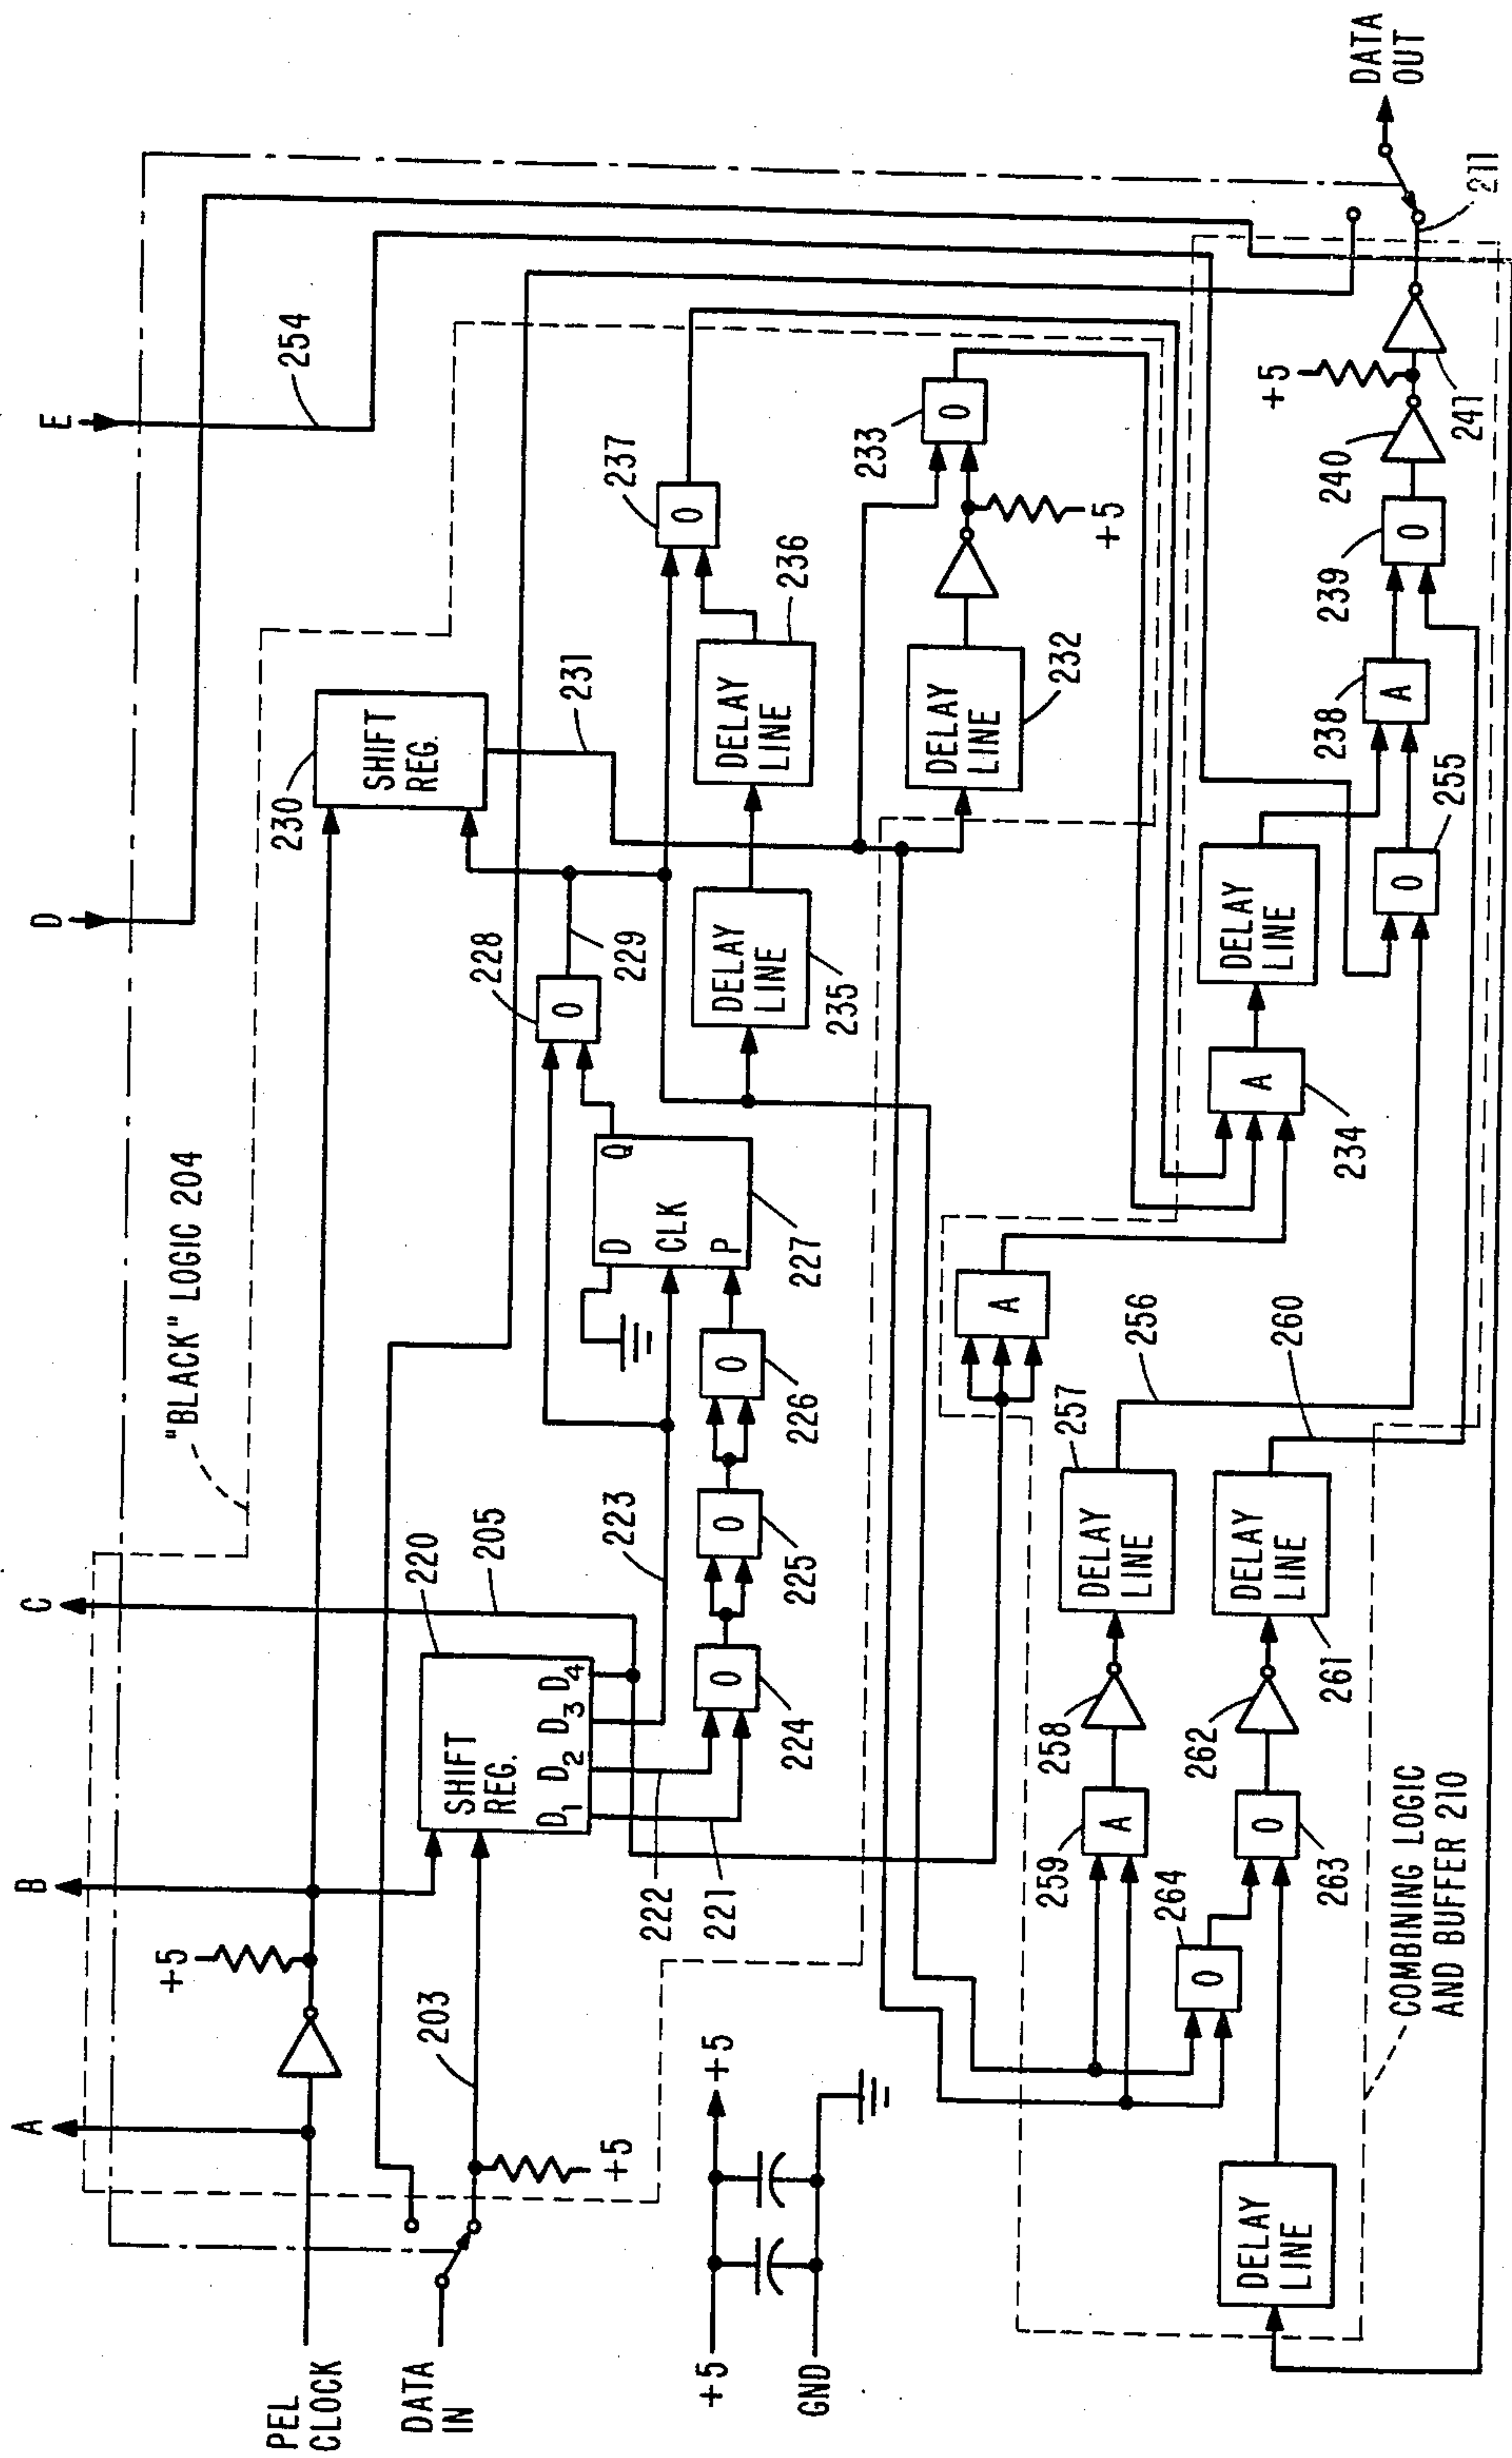 A
B
C
D
E
PEL
CLOCK
DATA
IN
+5
203
+5
"BLACK" LOGIC 204
205
220
SHIFT
REG.
D1
D2
D3
D4
222
221
223
224
0
225
0
226
0
D
CLK
P
Q
227
228
0
229
230
SHIFT
REG.
231
254
DELAY
LINE
235
DELAY
LINE
236
237
0
DELAY
LINE
232
233
0
+5
+5
+5
GND
A
DELAY
LINE
257
256
258
259
A
264
0
DELAY
LINE
261
260
262
263
0
DELAY
LINE
COMBINING LOGIC
AND BUFFER 210
A
234
DELAY
LINE
0
255
238
A
239
0
240
+5
241
211
DATA
OUT